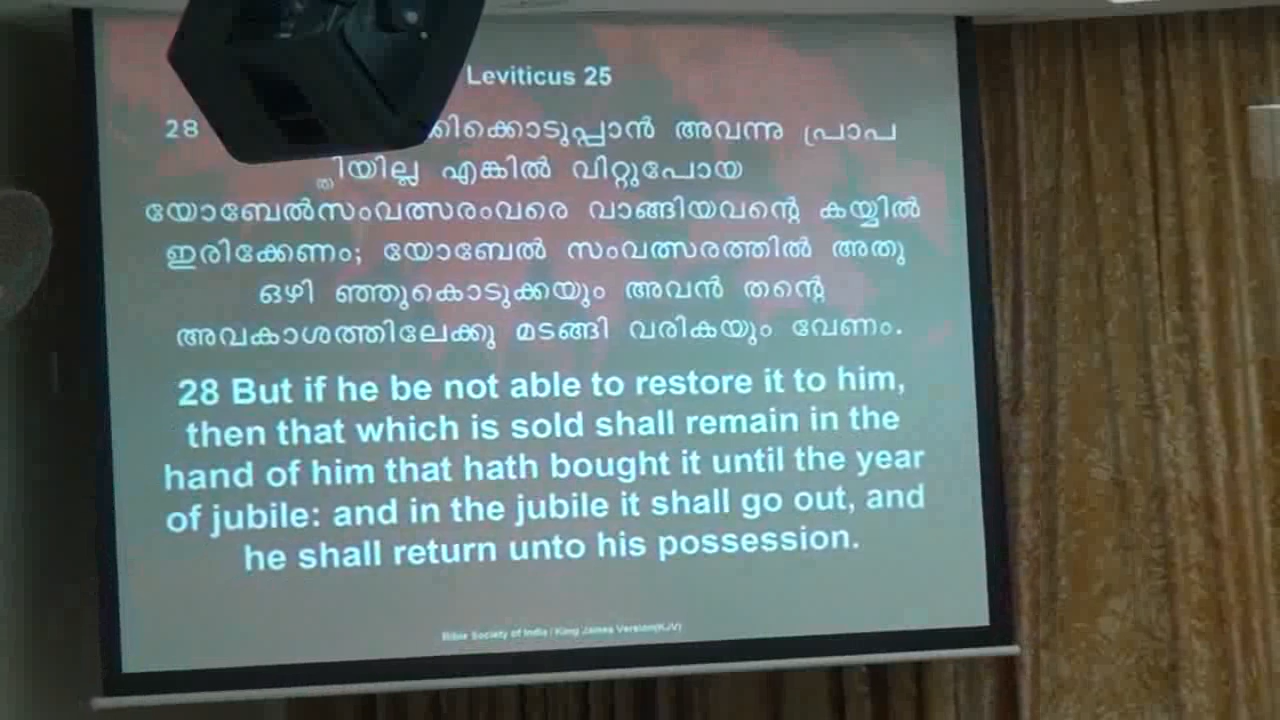 Leviticus 25
28 ക്കിക്കൊടുപ്പാൻ അവന്നു പ്രാപ
്തിയില്ല എങ്കിൽ വിറ്റുപോയ
യോബേൽസംവത്സരംവരെ വാങ്ങിയവന്റെ കയ്യിൽ
ഇരിക്കേണം; യോബേൽ സംവത്സരത്തിൽ അതു
ഒഴി ഞ്ഞുകൊടുക്കയും അവൻ തന്റെ
അവകാശത്തിലേക്കു മടങ്ങി വരികയും വേണം.
28 But if he be not able to restore it to him,
then that which is sold shall remain in the
hand of him that hath bought it until the year
of jubile: and in the jubile it shall go out, and
he shall return unto his possession.
Bible Society of India | King James Version(KJV)